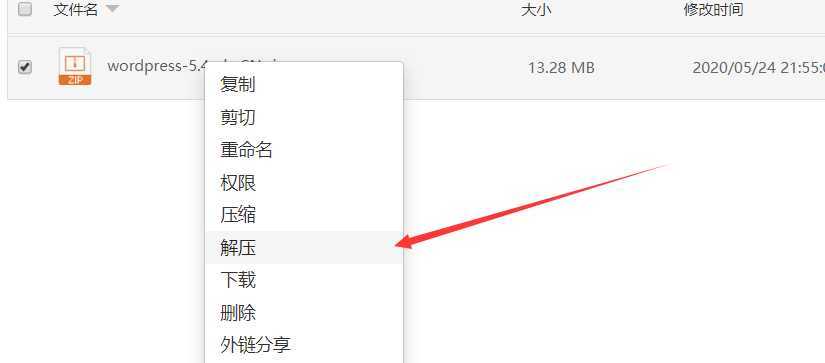 文件名 大小 修改时间
wordpress-5.4 13.28 MB 2020/05/24 21:55:
ZIP
复制
剪切
重命名
权限
压缩
解压
下载
删除
外链分享